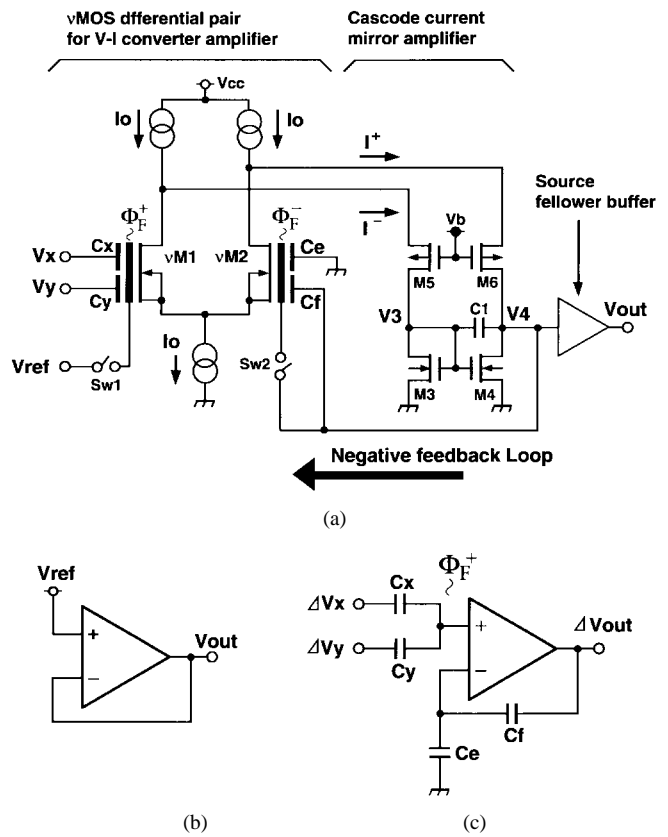 νMOS dfferential pair
for V-I converter amplifier
Cascode current
mirror amplifier
Vcc
Io
Io
I+
I−
Source
fellower buffer
ΦF+
ΦF−
Vb
Vx
Cx
νM1
νM2
Ce
M5
M6
Vy
Cy
Cf
V3
C1
V4
Vout
Vref
Sw1
Io
Sw2
M3
M4
Negative feedback Loop
(a)
Vref
+
−
Vout
(b)
ΦF+
Cx
ΔVx
ΔVy
Cy
+
−
ΔVout
Cf
Ce
(c)